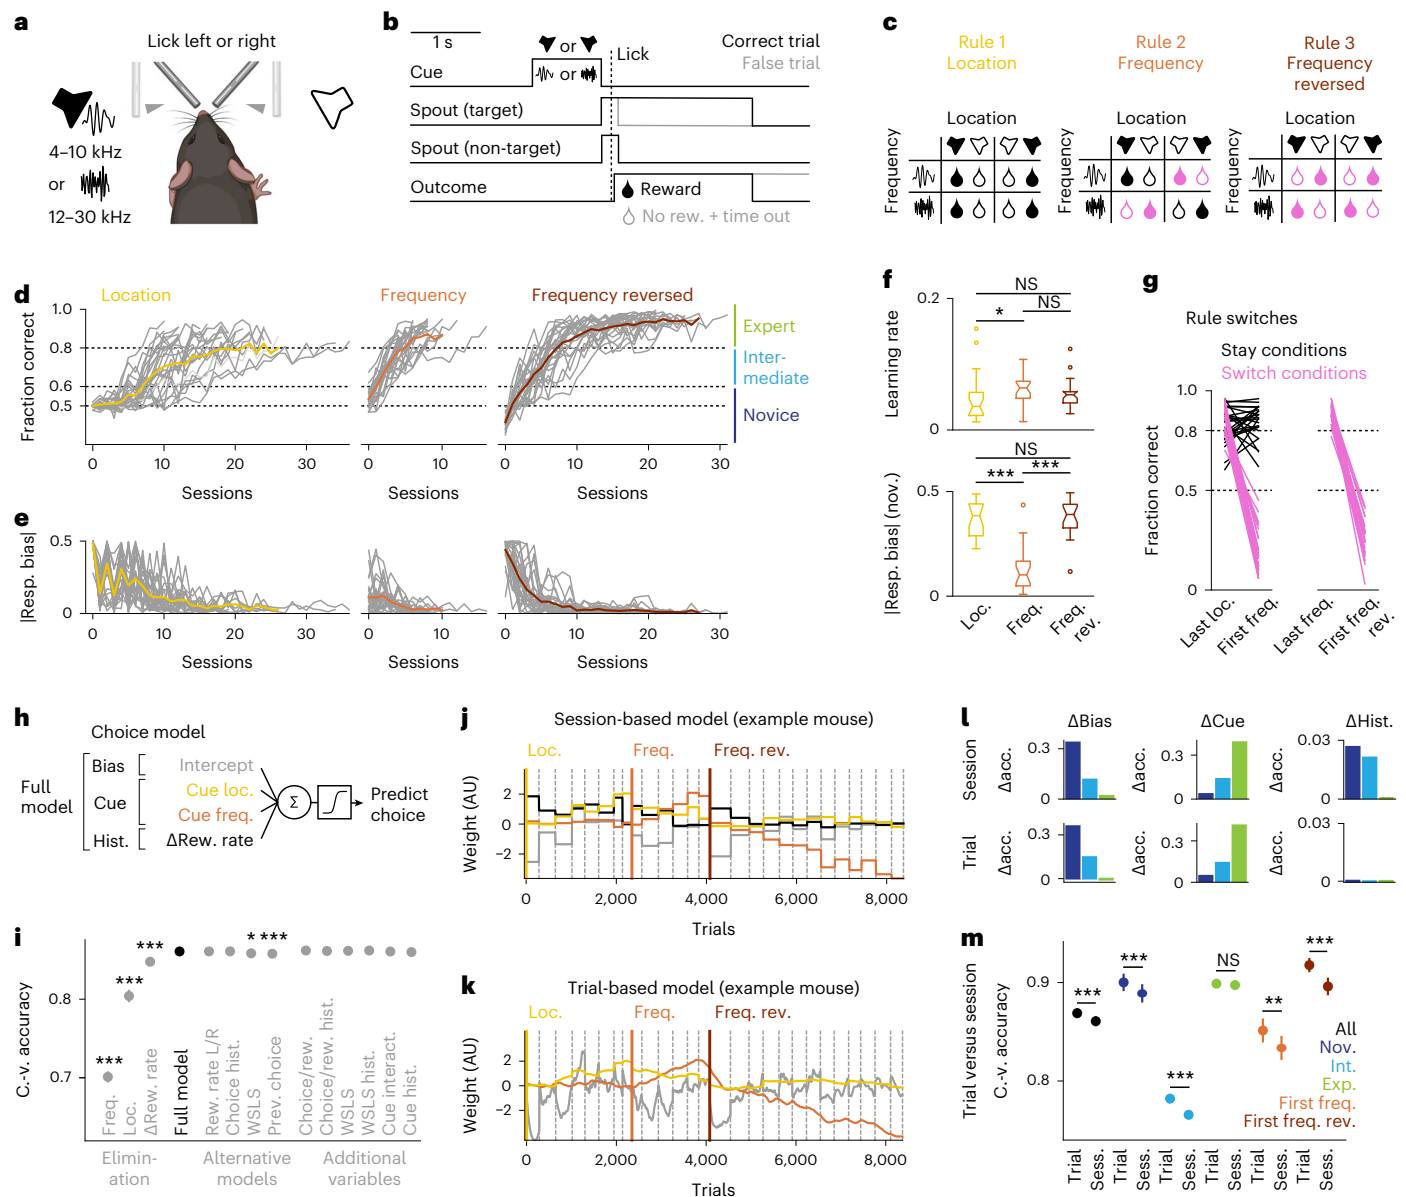 a
Lick left or right
4–10 kHz
or
12–30 kHz
b
1 s
or
or
Lick
Correct trial
False trial
Cue
Spout (target)
Spout (non-target)
Outcome
Reward
No rew. + time out
c
Rule 1
Location
Rule 2
Frequency
Rule 3
Frequency
reversed
Location
Location
Location
Frequency
Frequency
Frequency
d
Location
Frequency
Frequency reversed
Fraction correct
1.0
0.8
0.6
0.5
Expert
Inter-
mediate
Novice
0 10 20 30
0 10
0 10 20 30
Sessions
Sessions
Sessions
e
|Resp. bias|
0.5
0
0 10 20 30
0 10
0 10 20 30
Sessions
Sessions
Sessions
f
Learning rate
0.2
0
NS
* NS
|Resp. bias| (nov.)
0.5
0
NS
*** ***
Loc.
Freq.
Freq.
rev.
g
Rule switches
Stay conditions
Switch conditions
Fraction correct
1.0
0.8
0.5
0
Last loc.
First freq.
Last freq.
First freq.
rev.
h
Choice model
Full
model
Bias
Cue
Hist.
Intercept
Cue loc.
Cue freq.
ΔRew. rate
Σ
Predict
choice
i
C.-v. accuracy
0.8
0.7
***
***
***
* ***
Freq.
Loc.
ΔRew. rate
Full model
Rew. rate L/R
Choice hist.
WSLS
Prev. choice
Choice/rew.
Choice/rew. hist.
WSLS
WSLS hist.
Cue interact.
Cue hist.
Elimin-
ation
Alternative
models
Additional
variables
j
Session-based model (example mouse)
Loc.
Freq.
Freq. rev.
Weight (AU)
2
0
−2
0 2,000 4,000 6,000 8,000
Trials
k
Trial-based model (example mouse)
Loc.
Freq.
Freq. rev.
Weight (AU)
2
0
−2
0 2,000 4,000 6,000 8,000
Trials
l
ΔBias
ΔCue
ΔHist.
Session
Δacc.
0.3
0
Δacc.
0.3
0
Δacc.
0.03
0
Trial
Δacc.
0.3
0
Δacc.
0.3
0
Δacc.
0.03
0
m
Trial versus session
C.-v. accuracy
0.9
0.8
***
***
***
NS
**
***
All
Nov.
Int.
Exp.
First freq.
First freq. rev.
Trial
Sess.
Trial
Sess.
Trial
Sess.
Trial
Sess.
Trial
Sess.
Trial
Sess.